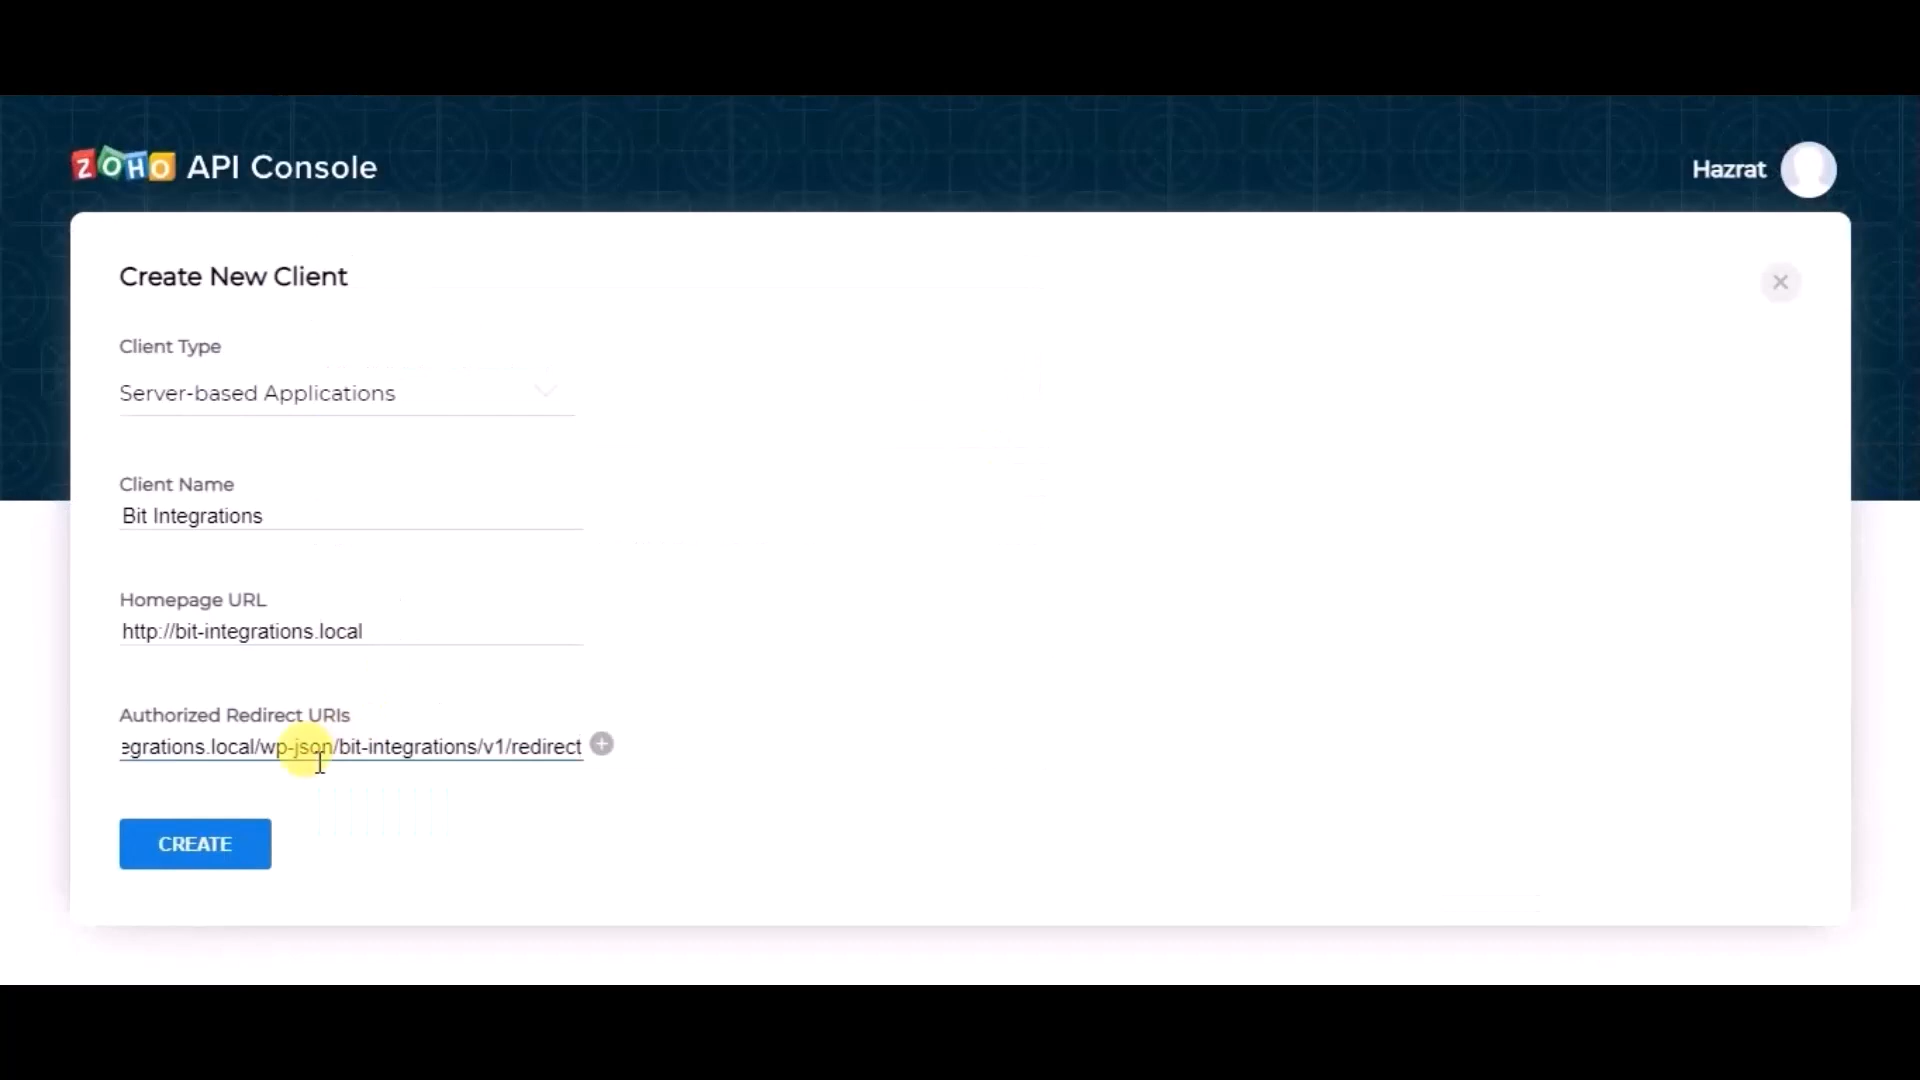 ZOHO API Console
Hazrat
Create New Client
Client Type
Server-based Applications
Client Name
Bit Integrations
Homepage URL
http://bit-integrations.local
Authorized Redirect URIs
egrations.local/wp-json/bit-integrations/v1/redirect
CREATE